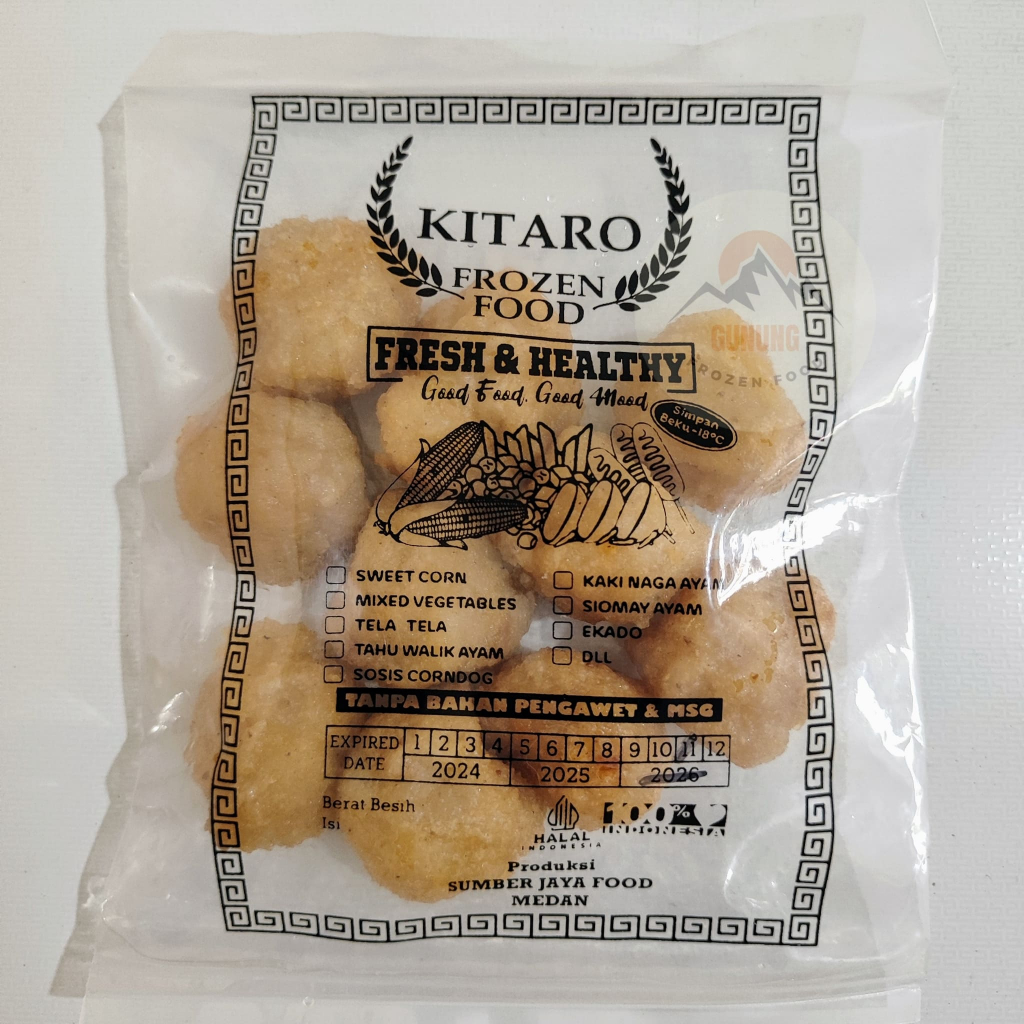 KITARO
FROZEN
FOOD
GUNUNG
FROZEN FOOD
FRESH & HEALTHY
Good Food, Good Mood
Simpan
Beku -18°C
SWEET CORN
MIXED VEGETABLES
TELA TELA
TAHU WALIK AYAM
SOSIS CORNDOG
KAKI NAGA AYAM
SIOMAY AYAM
EKADO
DLL
TANPA BAHAN PENGAWET & MSG
EXPIRED DATE 1 2 3 4 5 6 7 8 9 10 11 12
2024 2025 2026
Berat Besih
Isi
HALAL
INDONESIA
100%
INDONESIA
Produksi
SUMBER JAYA FOOD
MEDAN